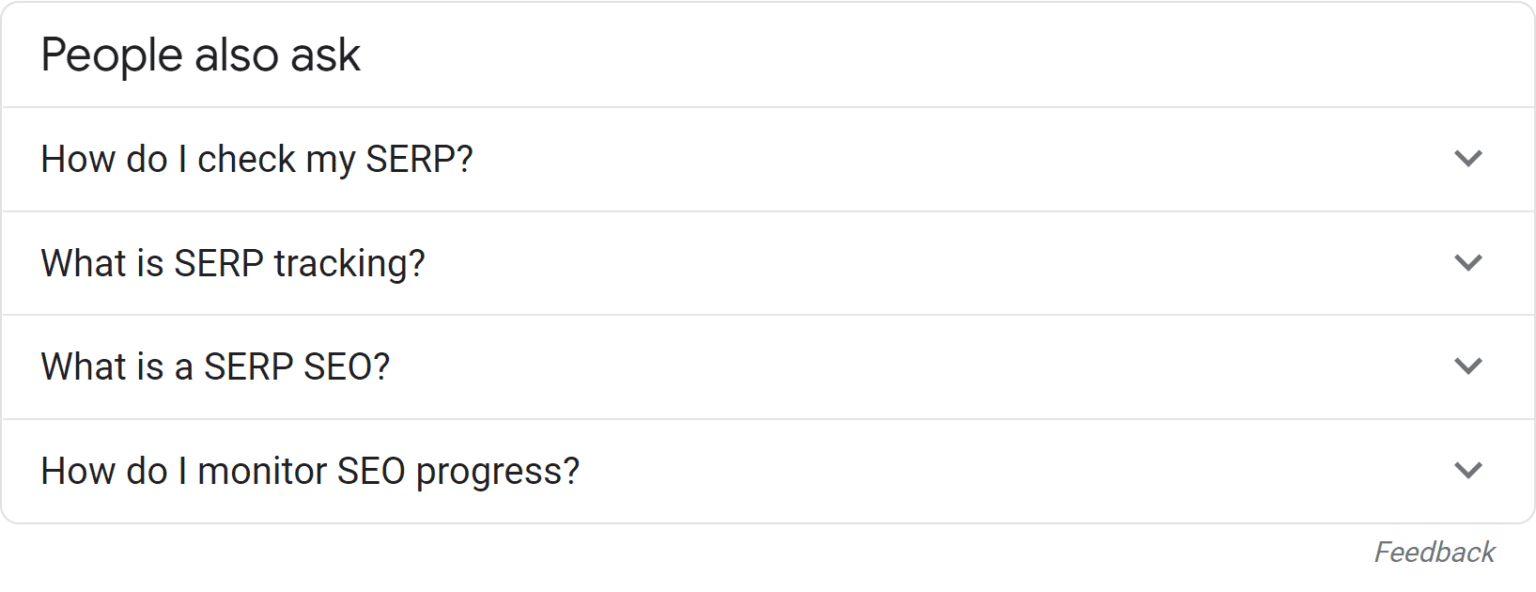 People also ask
How do I check my SERP?
What is SERP tracking?
What is a SERP SEO?
How do I monitor SEO progress?
Feedback